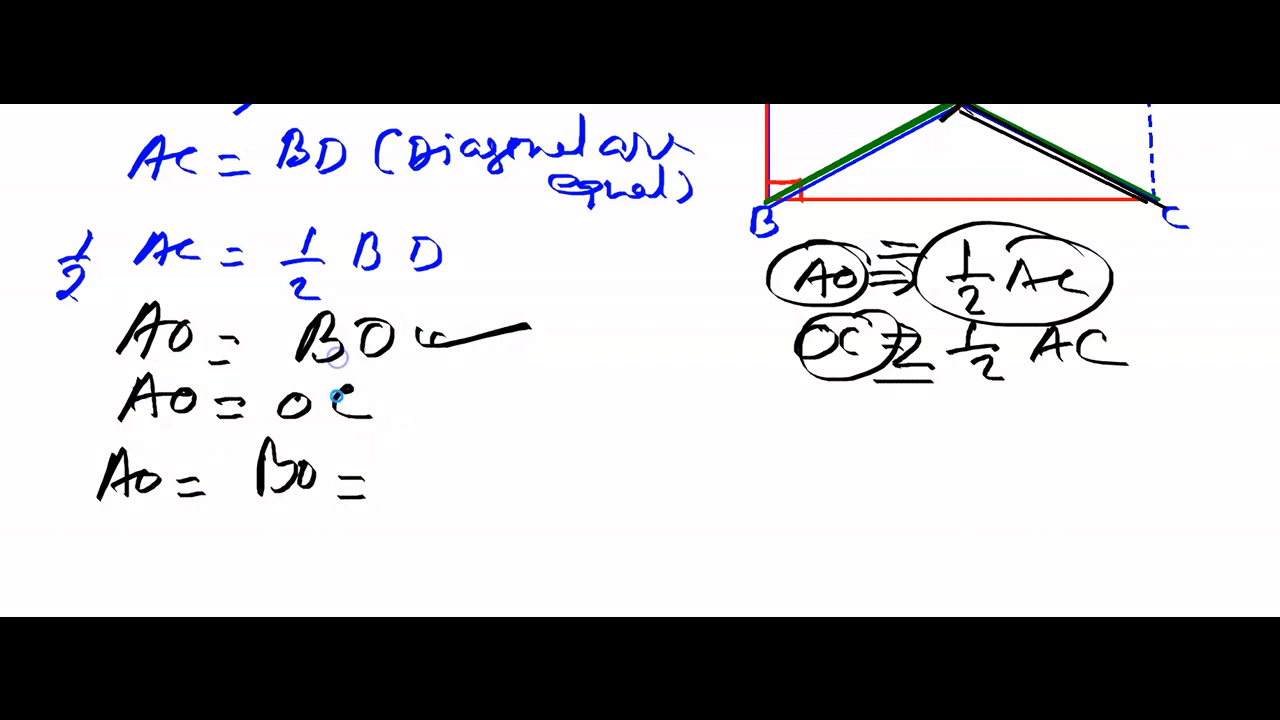 AC = BD (Diagonal are
equal)
1/2 AC = 1/2 BD
AO = BO
AO = OC
AO = BO =
B
C
AO = 1/2 AC
OC = 1/2 AC